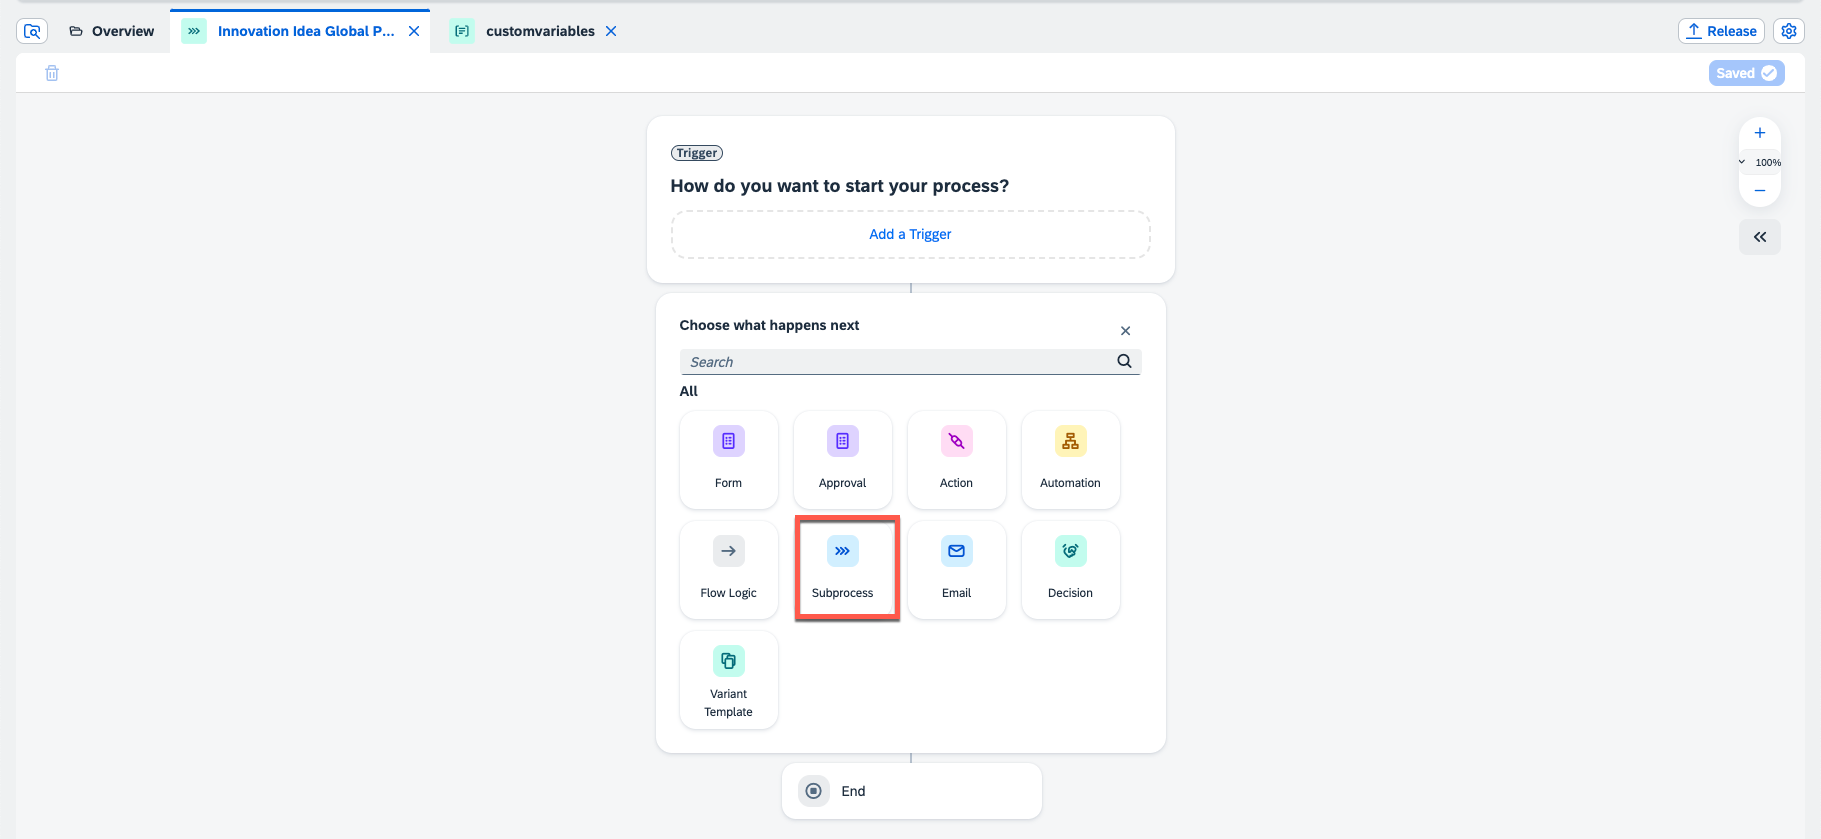 Overview
Innovation Idea Global P...
customvariables
Release
Saved
Trigger
How do you want to start your process?
Add a Trigger
100%
Choose what happens next
Search
All
Form
Approval
Action
Automation
Flow Logic
Subprocess
Email
Decision
Variant
Template
End